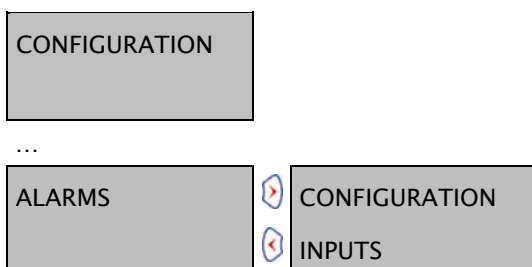 CONFIGURATION
...
ALARMS
CONFIGURATION
INPUTS